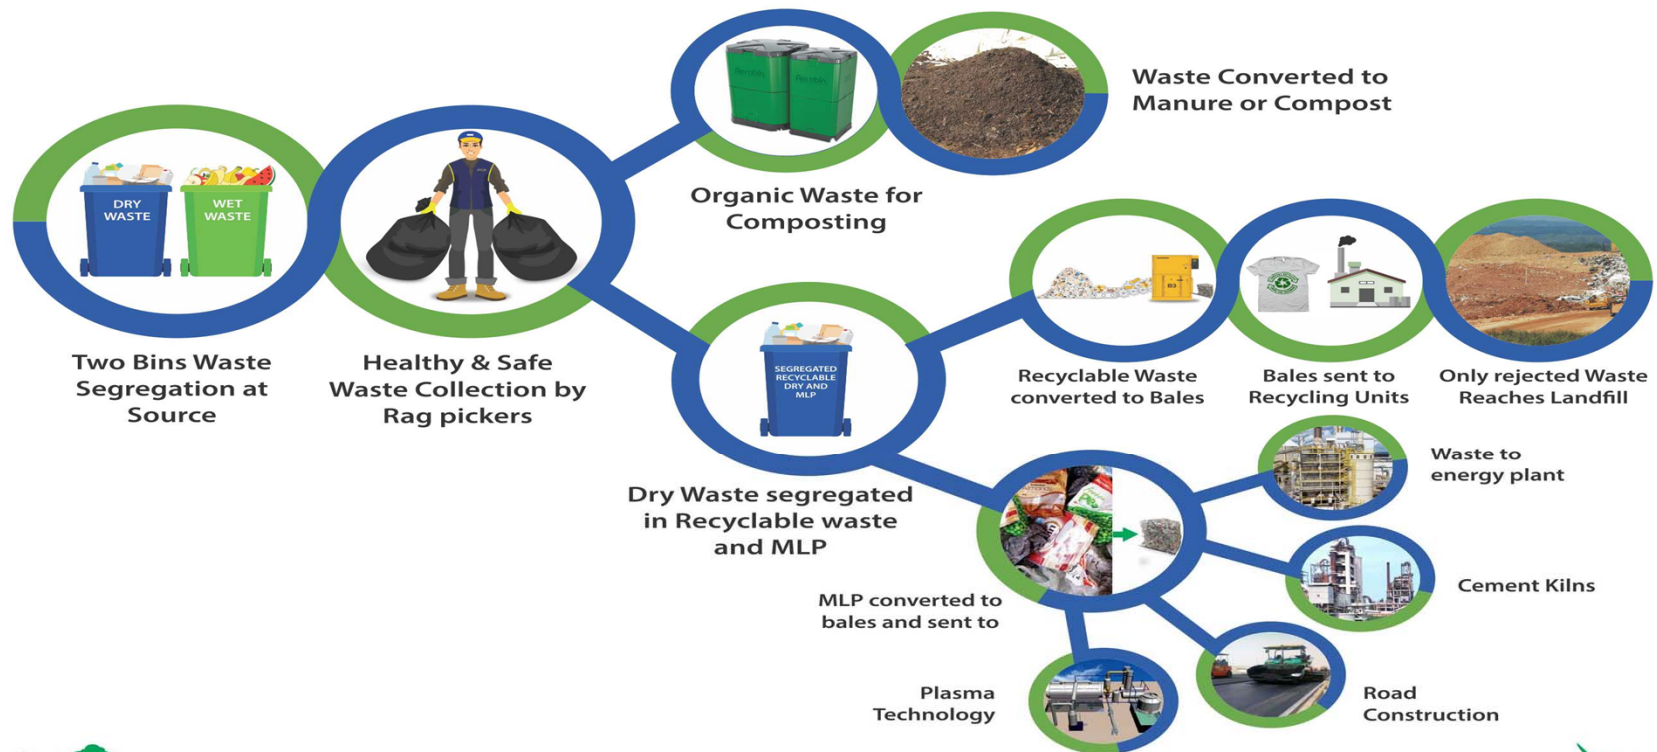 DRY
WASTE
WET
WASTE
Two Bins Waste
Segregation at
Source
Healthy & Safe
Waste Collection by
Rag pickers
Aerobin
Aerobin
Organic Waste for
Composting
Waste Converted to
Manure or Compost
SEGREGATED
RECYCLABLE
DRY AND
MLP
Dry Waste segregated
in Recyclable waste
and MLP
B3
Recyclable Waste
converted to Bales
Bales sent to
Recycling Units
Only rejected Waste
Reaches Landfill
MLP converted to
bales and sent to
Waste to
energy plant
Cement Kilns
Road
Construction
Plasma
Technology